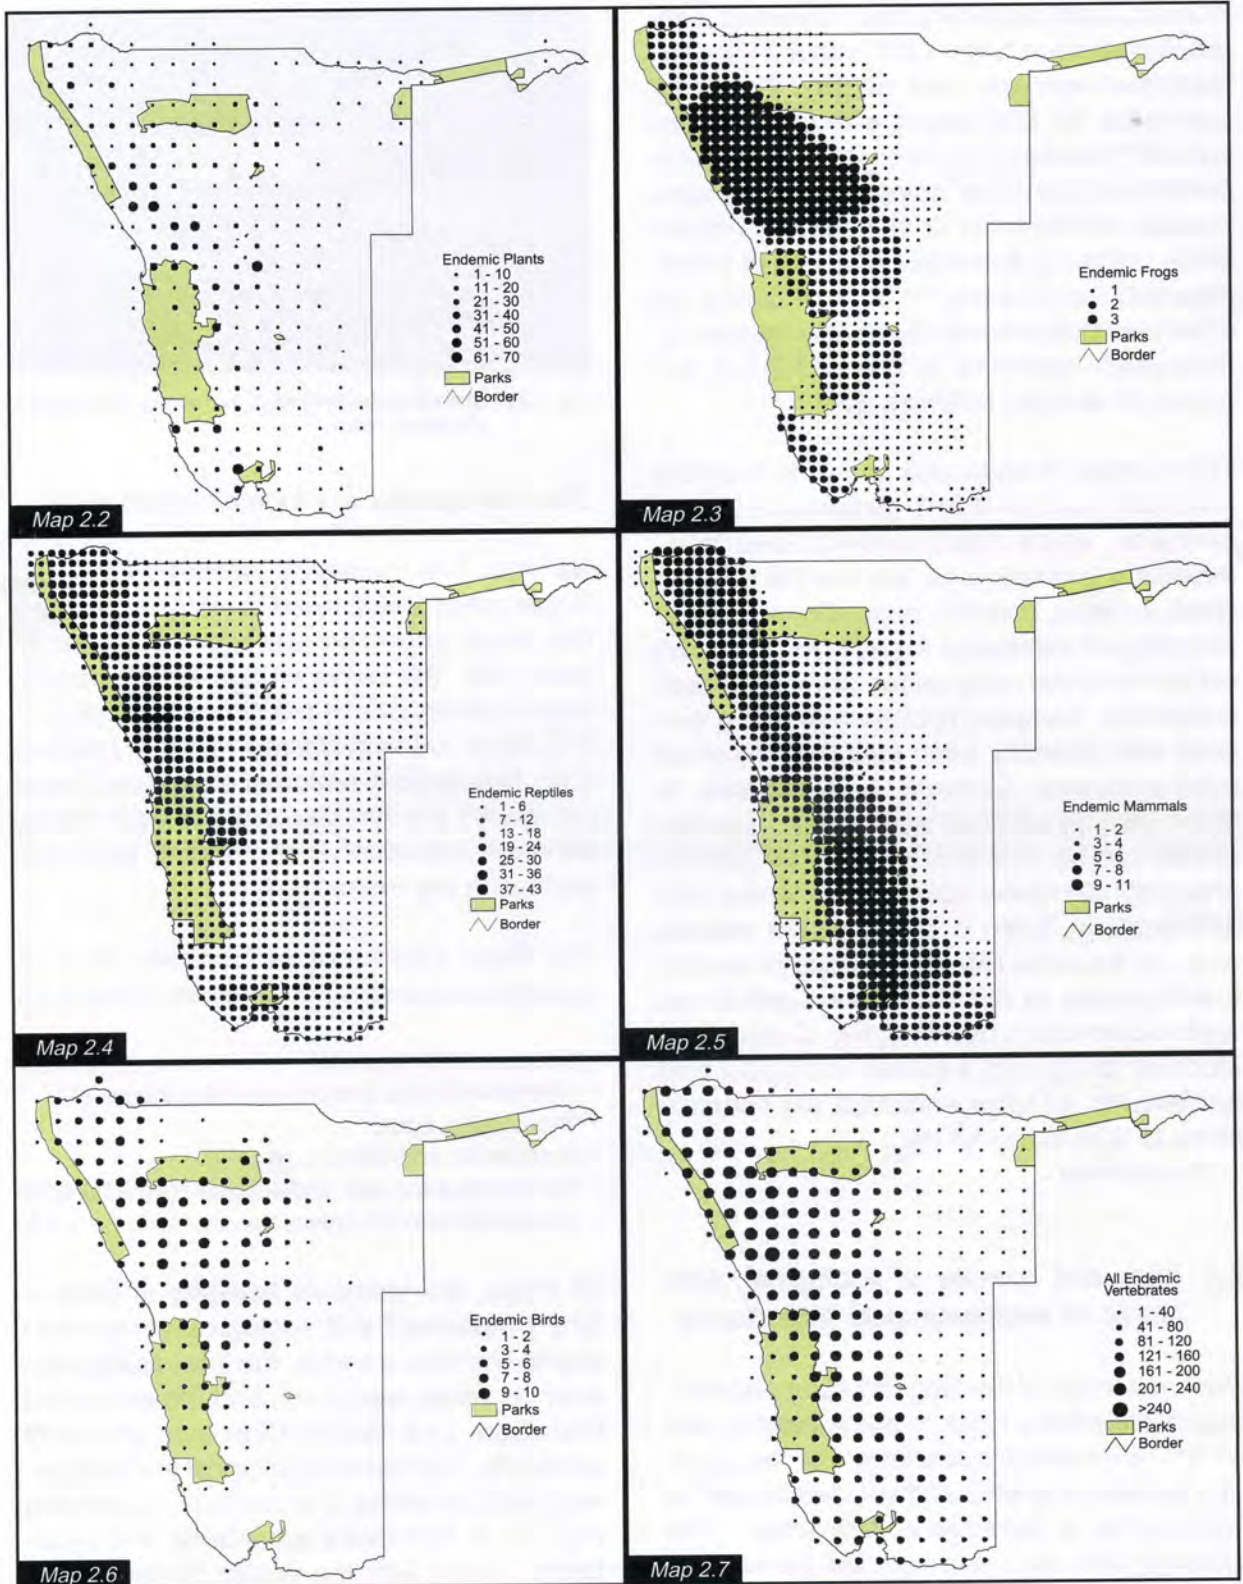 Endemic Plants
1 - 10
11 - 20
21 - 30
31 - 40
41 - 50
51 - 60
61 - 70
Parks
Border
Map 2.2
Endemic Frogs
1
2
3
Parks
Border
Map 2.3
Endemic Reptiles
1 - 6
7 - 12
13 - 18
19 - 24
25 - 30
31 - 36
37 - 43
Parks
Border
Map 2.4
Endemic Mammals
1 - 2
3 - 4
5 - 6
7 - 8
9 - 11
Parks
Border
Map 2.5
Endemic Birds
1 - 2
3 - 4
5 - 6
7 - 8
9 - 10
Parks
Border
Map 2.6
All Endemic
Vertebrates
1 - 40
41 - 80
81 - 120
121 - 160
161 - 200
201 - 240
>240
Parks
Border
Map 2.7